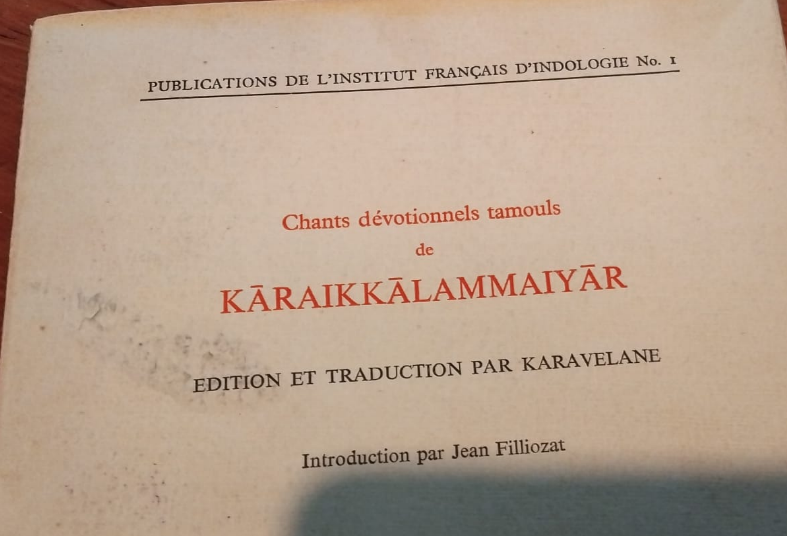 PUBLICATIONS DE L'INSTITUT FRANÇAIS D'INDOLOGIE No. 1
Chants dévotionnels tamouls
de
KĀRAIKKĀLAMMAIYĀR
EDITION ET TRADUCTION PAR KARAVELANE
Introduction par Jean Filliozat